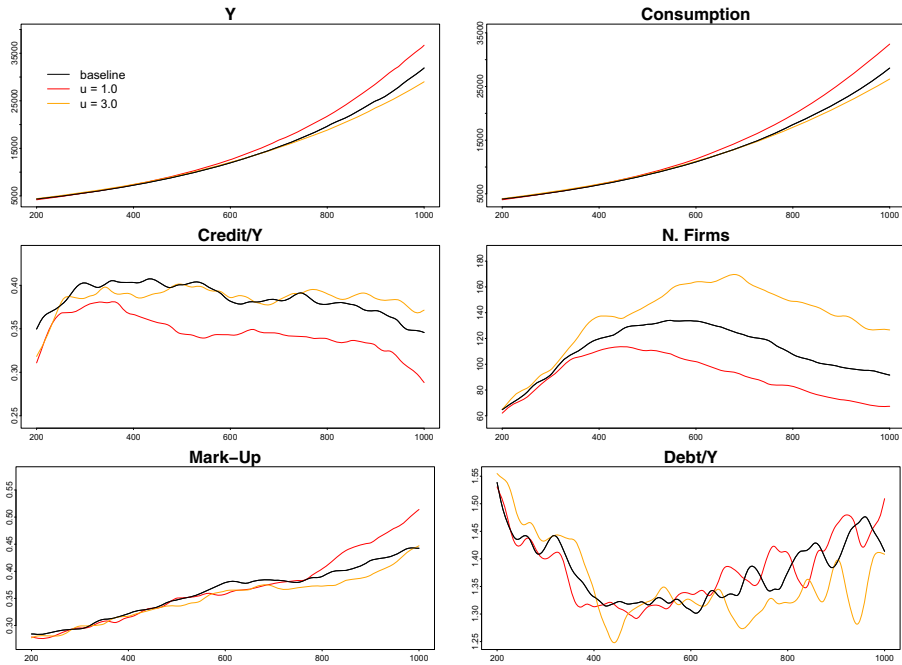 Y
Consumption
35000
25000
15000
5000
baseline
u = 1.0
u = 3.0
200 400 600 800 1000
35000
25000
15000
5000
200 400 600 800 1000
Credit/Y
N. Firms
0.40
0.35
0.30
0.25
200 400 600 800 1000
180
160
140
120
100
80
60
200 400 600 800 1000
Mark-Up
Debt/Y
0.55
0.50
0.45
0.40
0.35
0.30
200 400 600 800 1000
1.55
1.50
1.45
1.40
1.35
1.30
1.25
200 400 600 800 1000